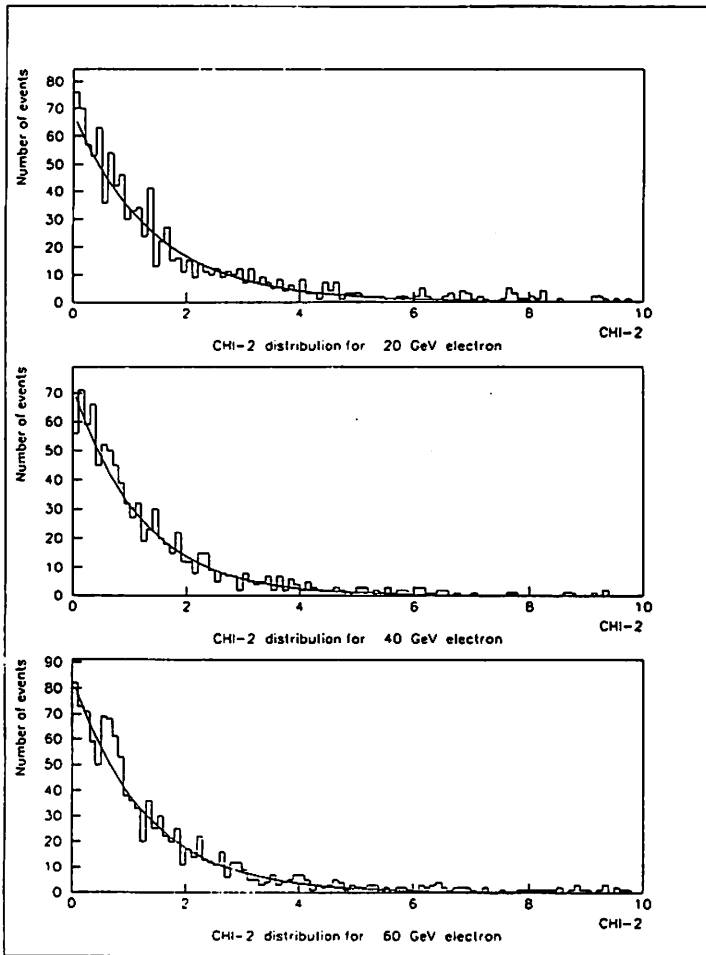 Number of events
80
70
60
50
40
30
20
10
0
0 2 4 6 8 10
CHI-2
CHI-2 distribution for 20 GeV electron
Number of events
70
60
50
40
30
20
10
0
0 2 4 6 8 10
CHI-2
CHI-2 distribution for 40 GeV electron
Number of events
90
80
70
60
50
40
30
20
10
0
0 2 4 6 8 10
CHI-2
CHI-2 distribution for 60 GeV electron